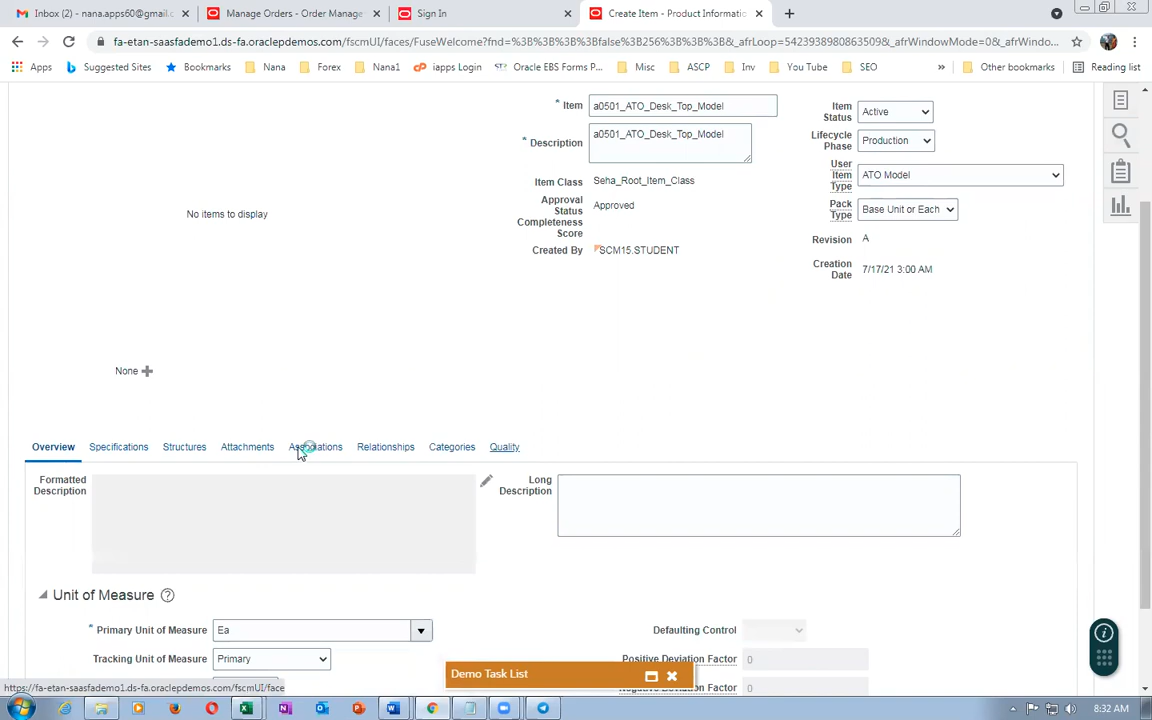 Inbox (2) - nana.apps60@gmail.c
Manage Orders - Order Manage
Sign In
Create Item - Product Informatio
fa-etan-saasfademo1.ds-fa.oraclepdemos.com/fscmUI/faces/FuseWelcome?fnd=%3B%3B%3B%3Bfalse%3B256%3B%3B%3B&_afrLoop=5423938980863509&_afrWindowMode=0&_afrWindo...
Apps
Suggested Sites
Bookmarks
Nana
Forex
Nana1
iapps Login
Oracle EBS Forms P...
Misc
ASCP
Inv
You Tube
SEO
»
Other bookmarks
Reading list
* Item
a0501_ATO_Desk_Top_Model
Item Status
Active
* Description
a0501_ATO_Desk_Top_Model
Lifecycle Phase
Production
Item Class
Seha_Root_Item_Class
User Item Type
ATO Model
Approval Status
Approved
Pack Type
Base Unit or Each
No items to display
Completeness Score
Revision
A
Created By
SCM15.STUDENT
Creation Date
7/17/21 3:00 AM
None
Overview
Specifications
Structures
Attachments
Associations
Relationships
Categories
Quality
Formatted Description
Long Description
Unit of Measure
* Primary Unit of Measure
Ea
Defaulting Control
Tracking Unit of Measure
Primary
Positive Deviation Factor
0
Demo Task List
Negative Deviation Factor
0
https://fa-etan-saasfademo1.ds-fa.oraclepdemos.com/fscmUI/face
8:32 AM